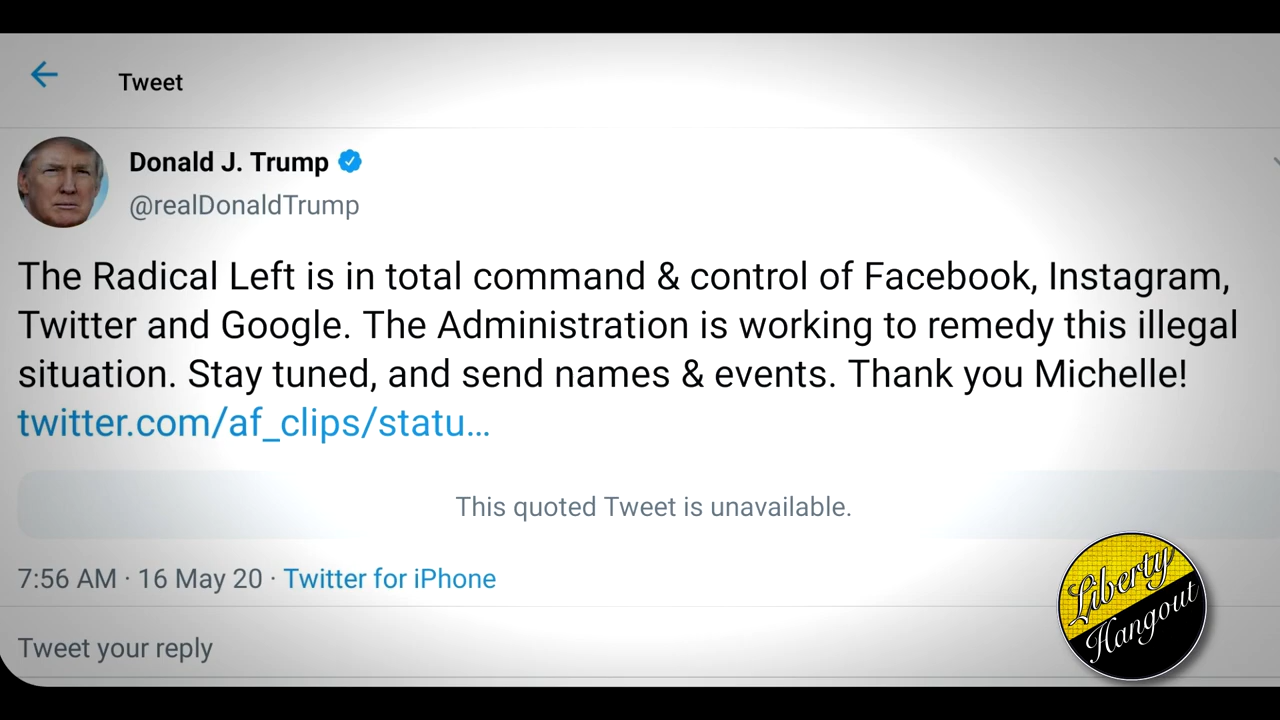 Tweet
Donald J. Trump
@realDonaldTrump
The Radical Left is in total command & control of Facebook, Instagram,
Twitter and Google. The Administration is working to remedy this illegal
situation. Stay tuned, and send names & events. Thank you Michelle!
twitter.com/af_clips/statu...
This quoted Tweet is unavailable.
7:56 AM · 16 May 20 · Twitter for iPhone
Tweet your reply
Liberty
Hangout